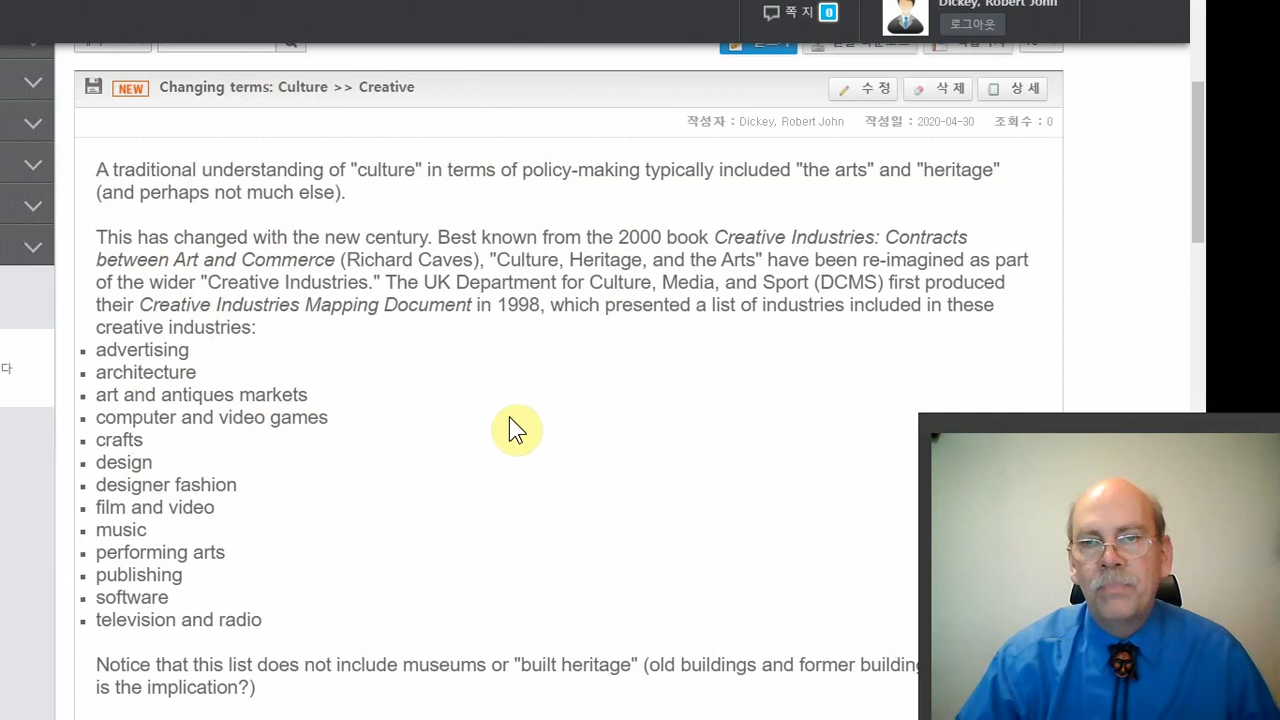 쪽 지 0
Dickey, Robert John
로그아웃
NEW Changing terms: Culture >> Creative
수 정 삭 제 상 세
작성자 : Dickey, Robert John 작성일 : 2020-04-30 조회수 : 0
A traditional understanding of "culture" in terms of policy-making typically included "the arts" and "heritage"
(and perhaps not much else).
This has changed with the new century. Best known from the 2000 book Creative Industries: Contracts
between Art and Commerce (Richard Caves), "Culture, Heritage, and the Arts" have been re-imagined as part
of the wider "Creative Industries." The UK Department for Culture, Media, and Sport (DCMS) first produced
their Creative Industries Mapping Document in 1998, which presented a list of industries included in these
creative industries:
advertising
architecture
다
art and antiques markets
computer and video games
crafts
design
designer fashion
film and video
music
performing arts
publishing
software
television and radio
Notice that this list does not include museums or "built heritage" (old buildings and former
is the implication?)